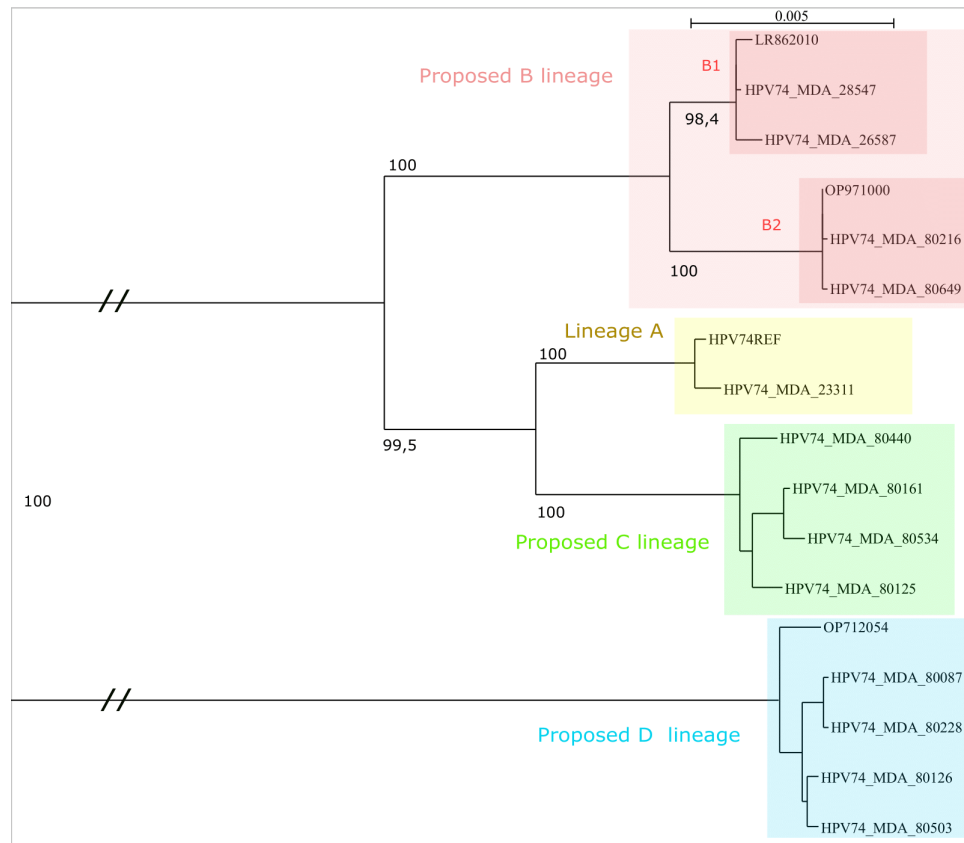 0.005
LR862010
B1
Proposed B lineage
HPV74_MDA_28547
98,4
HPV74_MDA_26587
100
OP971000
B2
HPV74_MDA_80216
100
HPV74_MDA_80649
Lineage A
HPV74REF
100
HPV74_MDA_23311
HPV74_MDA_80440
99,5
HPV74_MDA_80161
100
100
HPV74_MDA_80534
Proposed C lineage
HPV74_MDA_80125
OP712054
HPV74_MDA_80087
HPV74_MDA_80228
Proposed D lineage
HPV74_MDA_80126
HPV74_MDA_80503